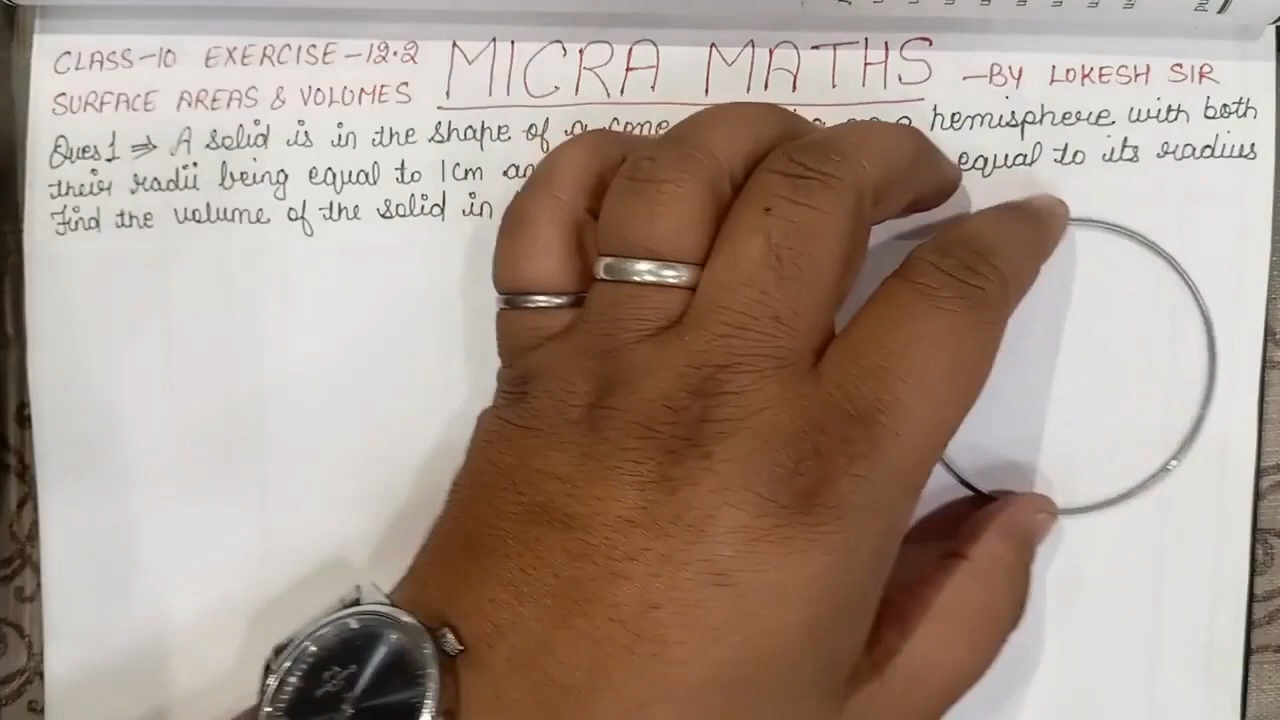 CLASS-10 EXERCISE-12.2 MICRA MATHS -BY LOKESH SIR
SURFACE AREAS & VOLUMES
Ques 1 ⇒ A solid is in the shape of a cone hemisphere with both
their radii being equal to 1cm equal to its radius
Find the volume of the solid in